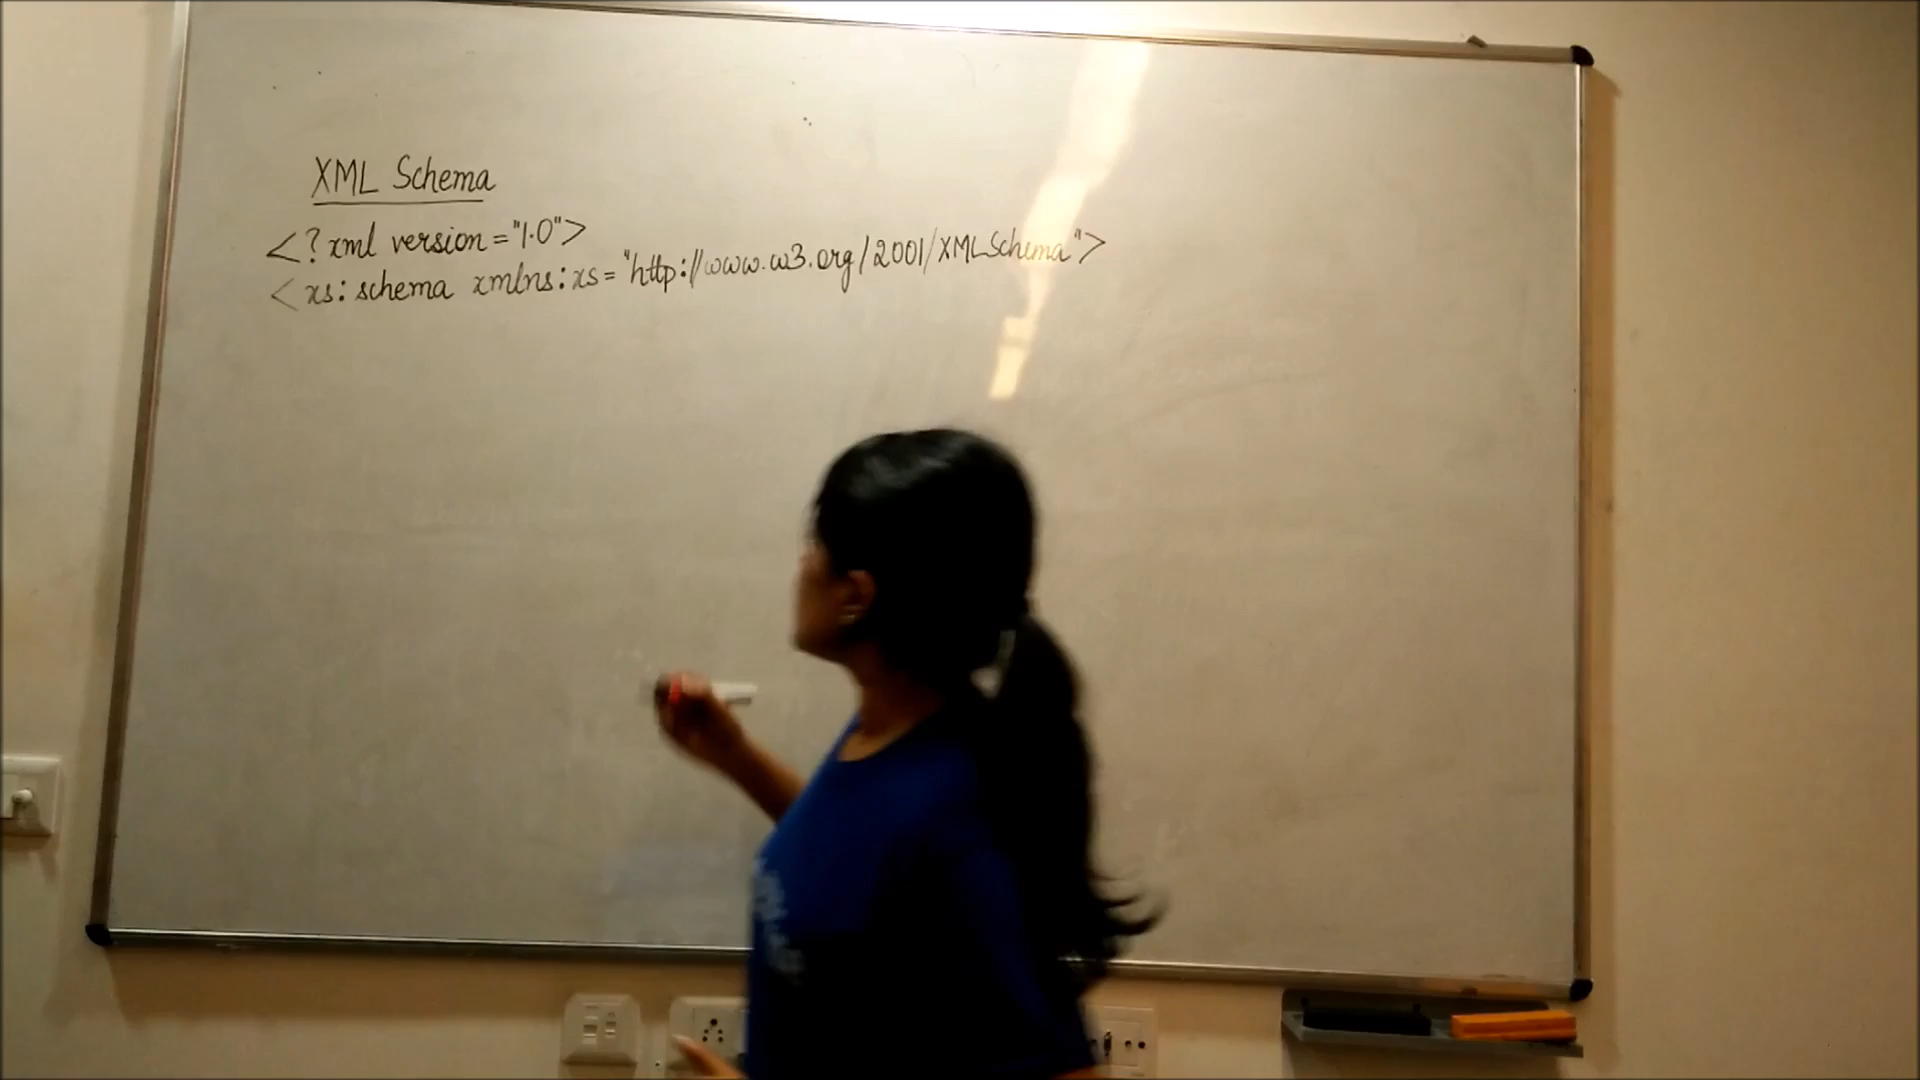 XML Schema
<?xml version="1.0">
<xs:schema xmlns:xs="http://www.w3.org/2001/XMLSchema">